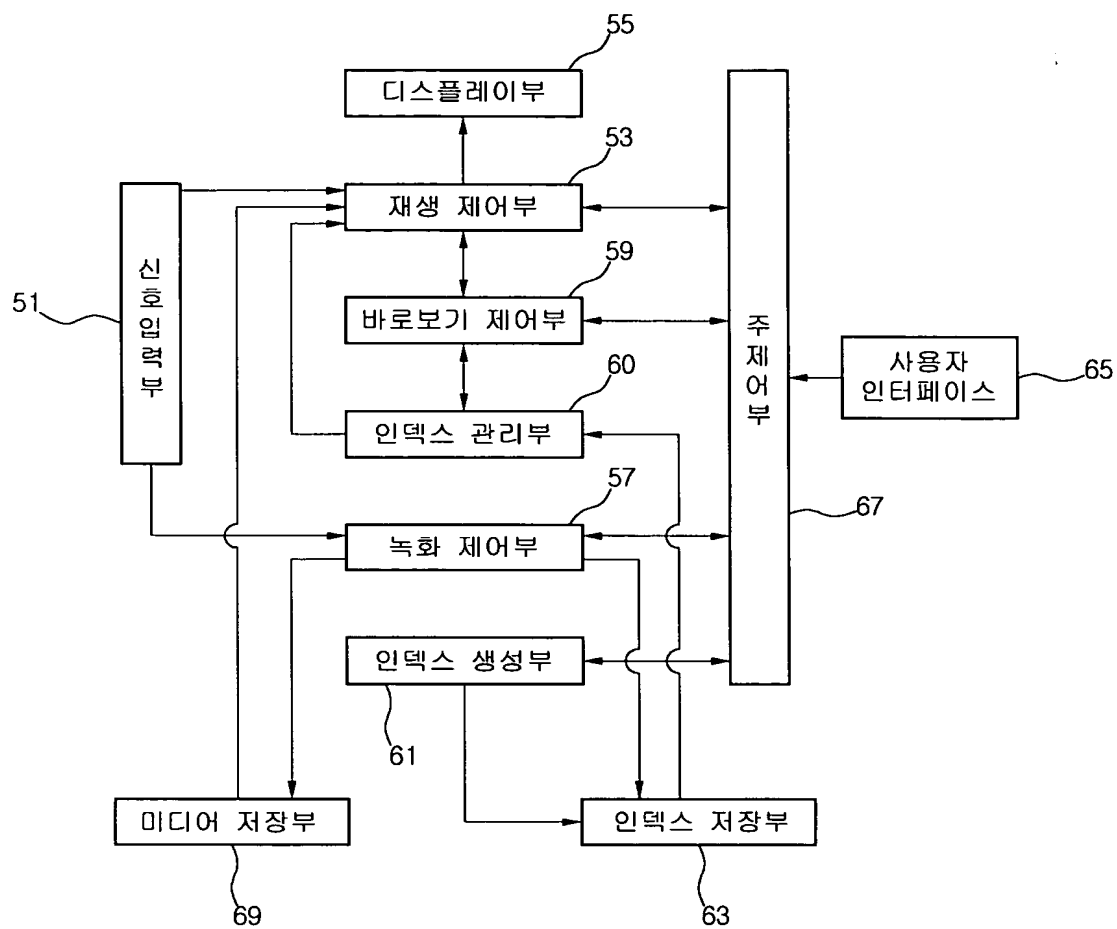 55
디스플레이부
53
재생 제어부
신호입력부
51
59
바로보기 제어부
주제어부
사용자
인터페이스
65
60
인덱스 관리부
57
67
녹화 제어부
인덱스 생성부
61
미디어 저장부
인덱스 저장부
69
63